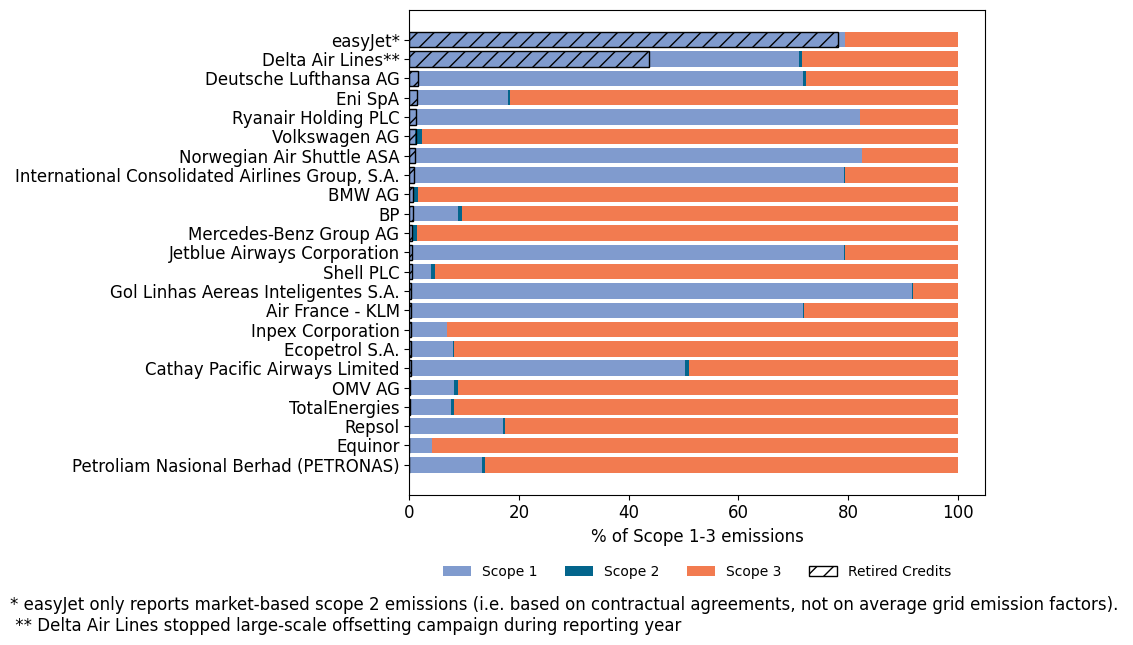 easyJet*
Delta Air Lines**
Deutsche Lufthansa AG
Eni SpA
Ryanair Holding PLC
Volkswagen AG
Norwegian Air Shuttle ASA
International Consolidated Airlines Group, S.A.
BMW AG
BP
Mercedes-Benz Group AG
Jetblue Airways Corporation
Shell PLC
Gol Linhas Aereas Inteligentes S.A.
Air France - KLM
Inpex Corporation
Ecopetrol S.A.
Cathay Pacific Airways Limited
OMV AG
TotalEnergies
Repsol
Equinor
Petroliam Nasional Berhad (PETRONAS)
0 20 40 60 80 100
% of Scope 1-3 emissions
Scope 1 Scope 2 Scope 3 Retired Credits
* easyJet only reports market-based scope 2 emissions (i.e. based on contractual agreements, not on average grid emission factors).
** Delta Air Lines stopped large-scale offsetting campaign during reporting year